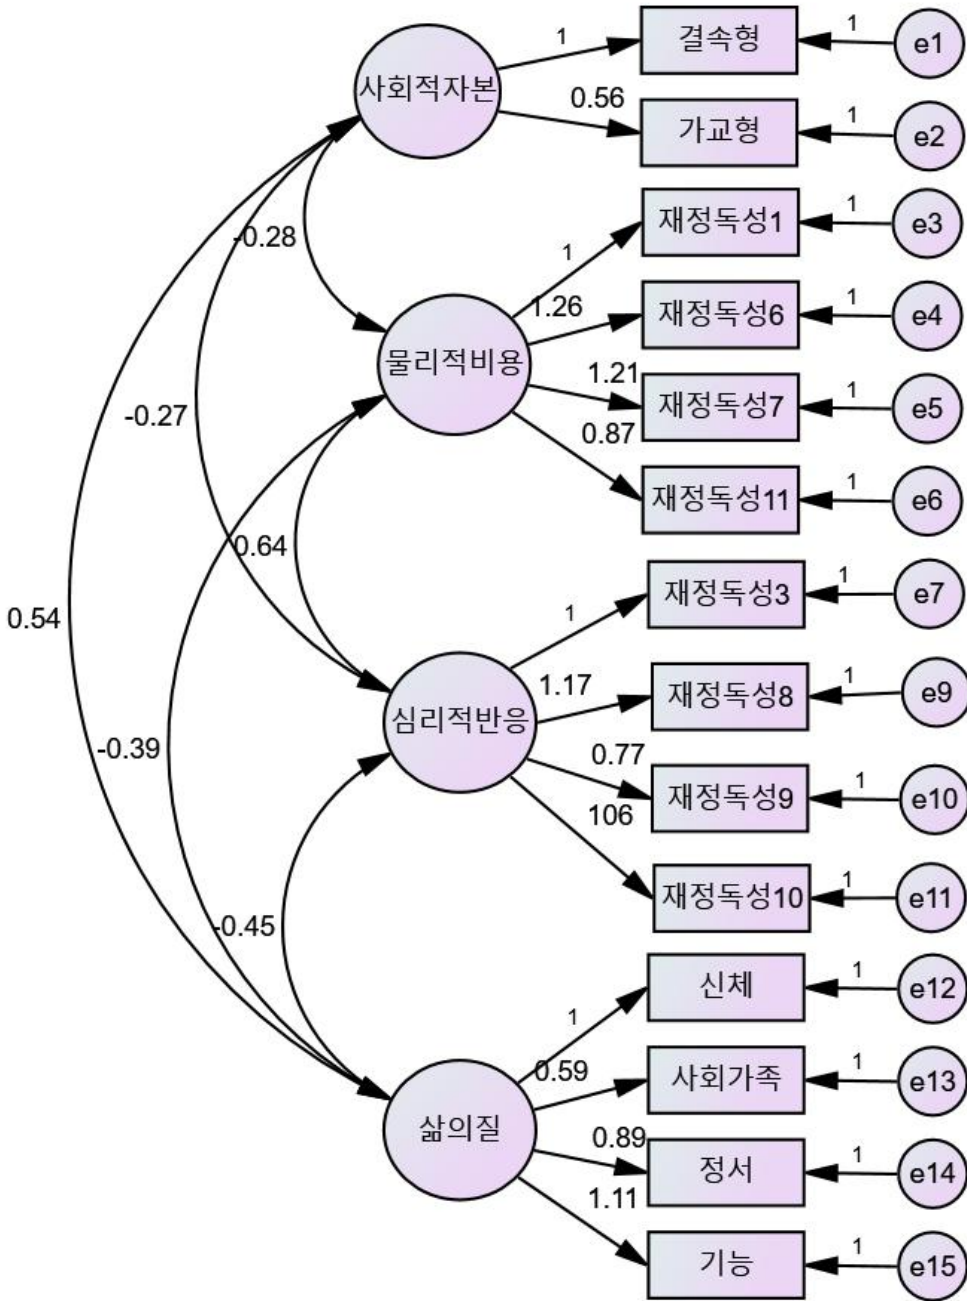 1
결속형
1
e1
사회적자본
0.56
가교형
1
e2
-0.28
1
재정독성1
1
e3
물리적비용
1.26
재정독성6
1
e4
1.21
재정독성7
1
e5
-0.27
0.87
재정독성11
1
e6
0.64
0.54
1
재정독성3
1
e7
심리적반응
1.17
재정독성8
1
e9
-0.39
0.77
재정독성9
1
e10
106
재정독성10
1
e11
-0.45
1
신체
1
e12
삶의질
0.59
사회가족
1
e13
0.89
정서
1
e14
1.11
기능
1
e15